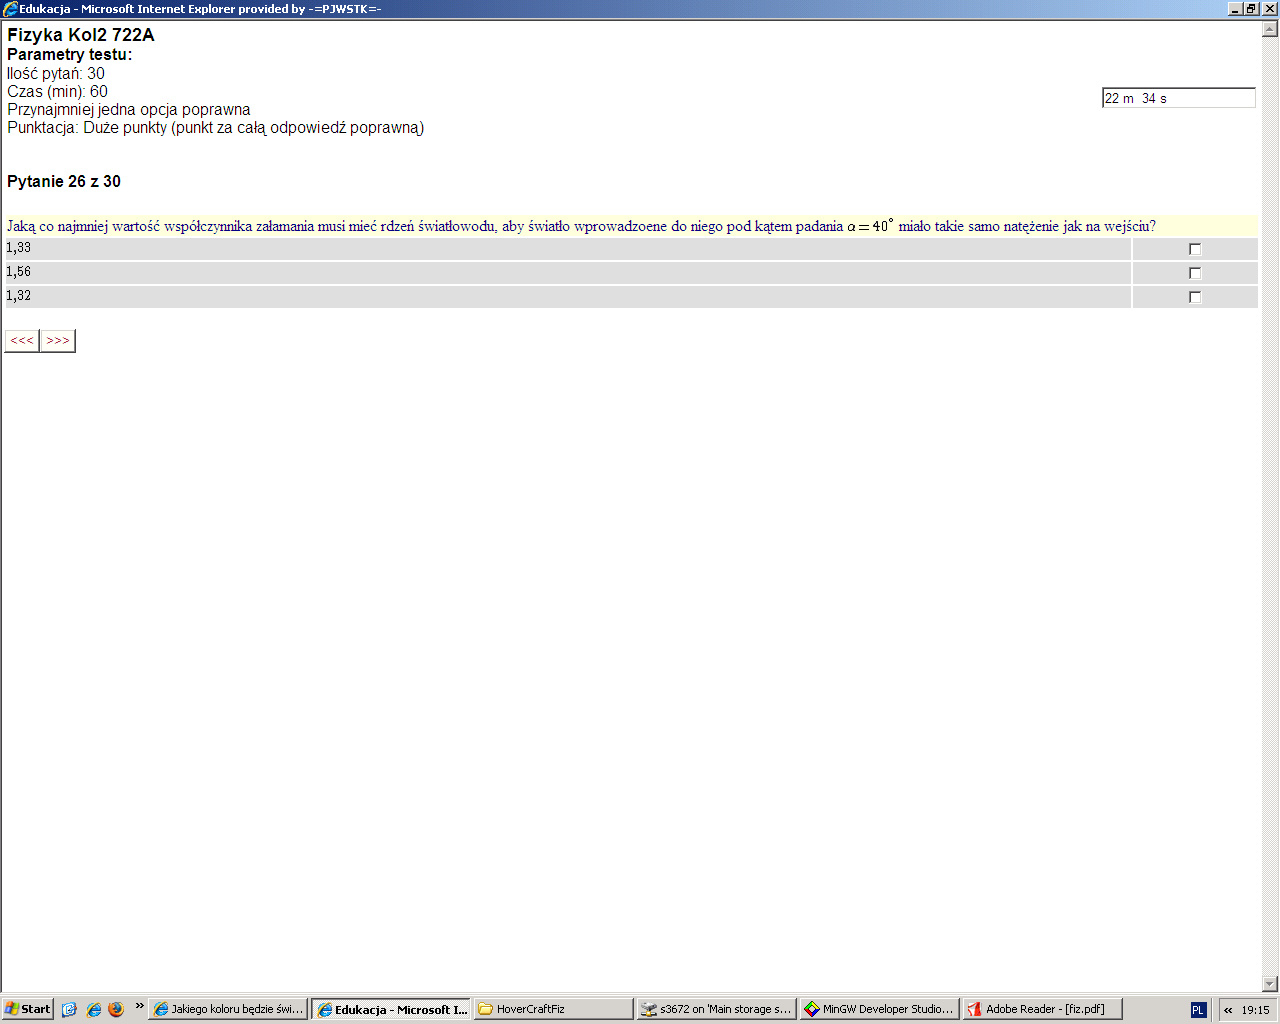 Edukacja - Microsoft Internet Explorer provided by -=PJWSTK=-
Fizyka Kol2 722A
Parametry testu:
Ilość pytań: 30
Czas (min): 60
22 m 34 s
Przynajmniej jedna opcja poprawna
Punktacja: Duże punkty (punkt za całą odpowiedź poprawną)
Pytanie 26 z 30
Jaką co najmniej wartość współczynnika załamania musi mieć rdzeń światłowodu, aby światło wprowadzoene do niego pod kątem padania α = 40° miało takie samo natężenie jak na wejściu?
1,33
1,56
1,32
<<< >>>
Start » Jakiego koloru będzie świ... Edukacja - Microsoft I... HoverCraftFiz s3672 on 'Main storage s... MinGW Developer Studio... Adobe Reader - [fiz.pdf] PL « 19:15